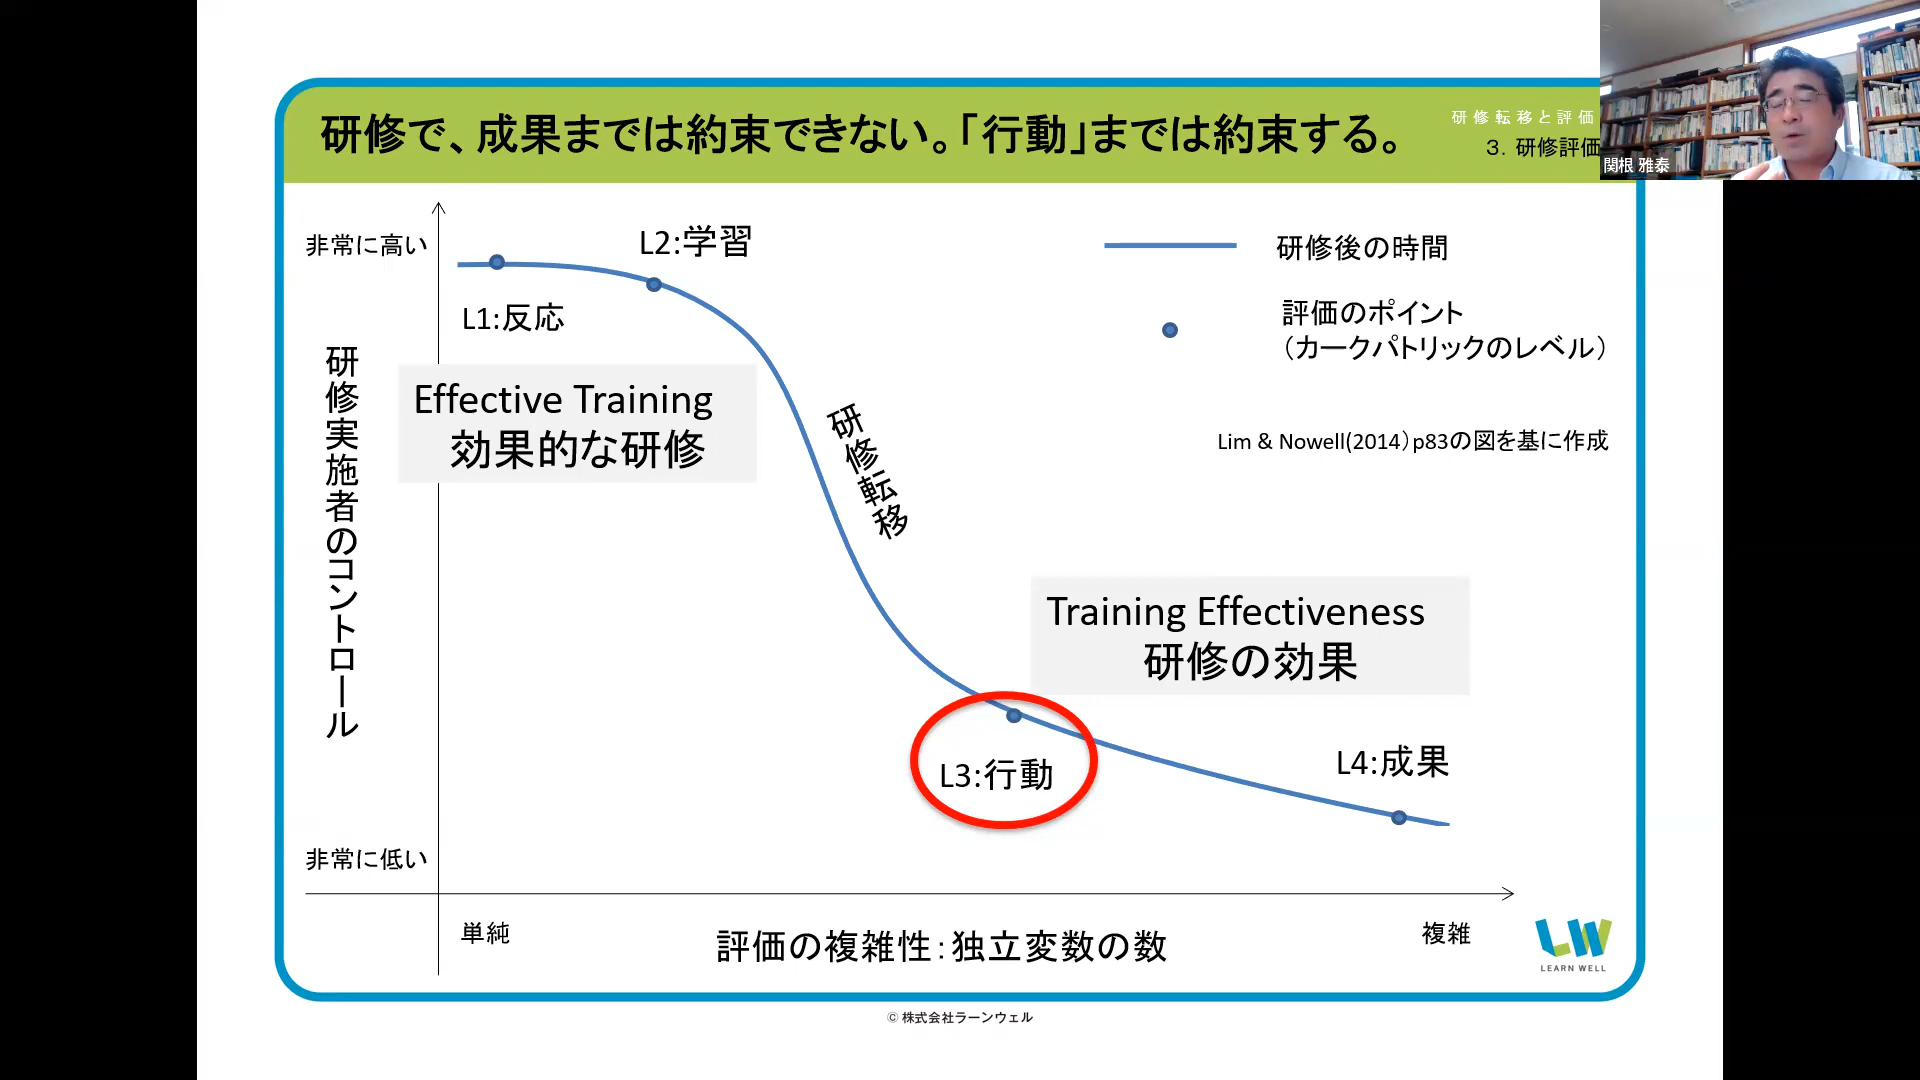 研修で、成果までは約束できない。「行動」までは約束する。
研修転移と評価
3. 研修評価
関根 雅泰
非常に高い
L2:学習
研修後の時間
L1:反応
評価のポイント
（カークパトリックのレベル）
研修実施者のコントロール
Effective Training
効果的な研修
研修転移
Lim & Nowell(2014）p83の図を基に作成
Training Effectiveness
研修の効果
L3:行動
L4:成果
非常に低い
単純
評価の複雑性：独立変数の数
複雑
LW
LEARN WELL
© 株式会社ラーンウェル